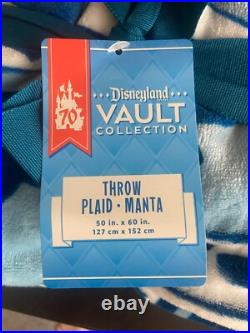 70
Disneyland
VAULT
COLLECTION
THROW
PLAID • MANTA
50 in. x 60 in.
127 cm x 152 cm